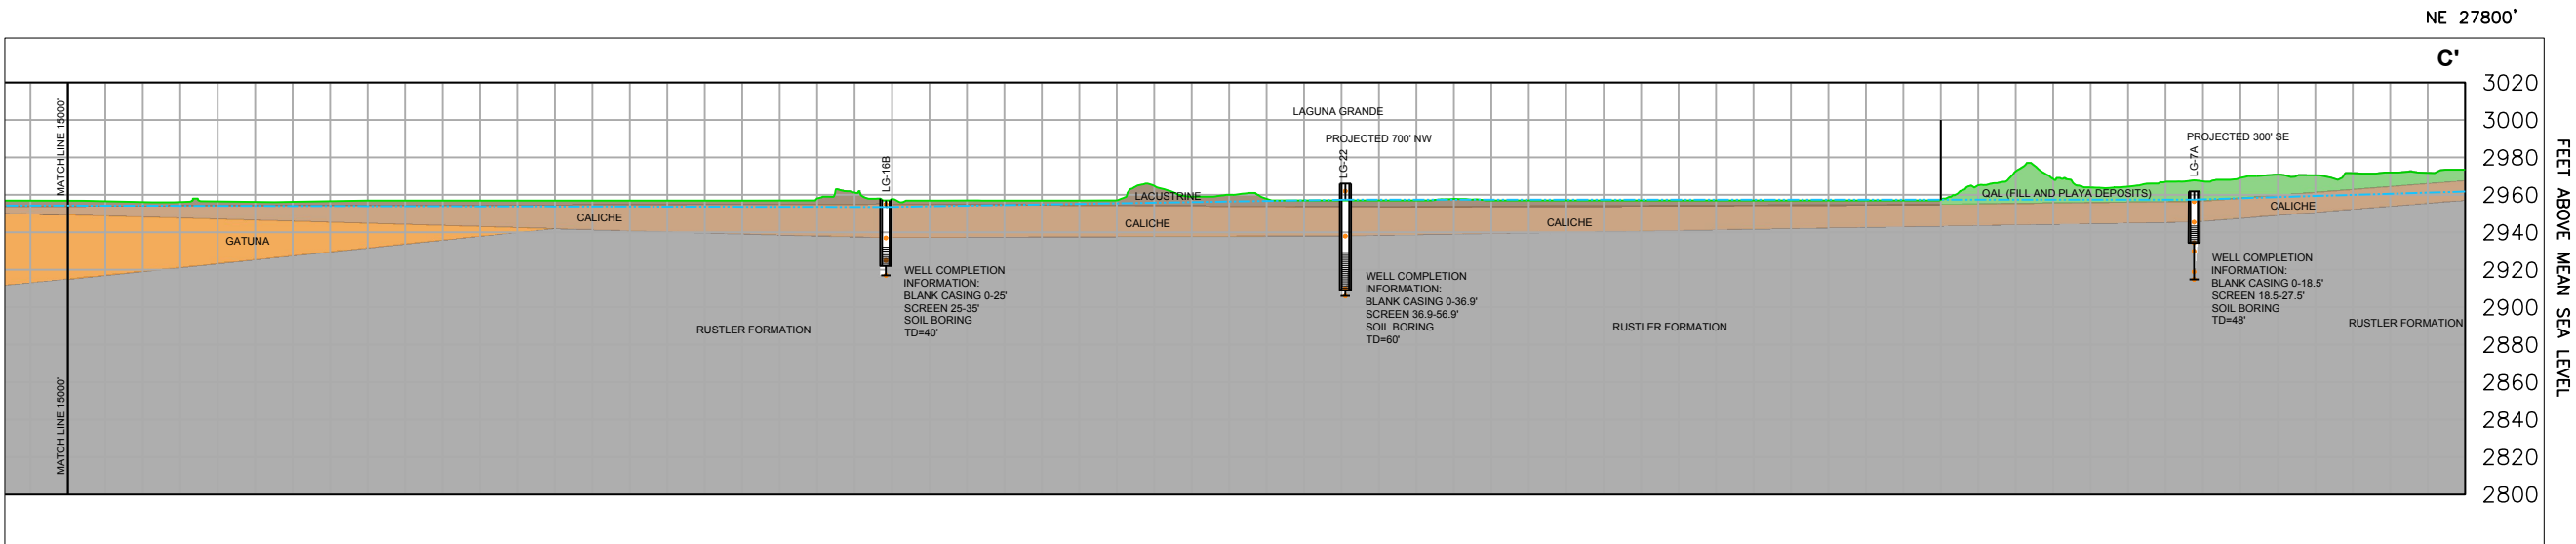 NE 27800'
C'
3020
3000
2980
2960
2940
2920
2900
2880
2860
2840
2820
2800
FEET ABOVE MEAN SEA LEVEL
MATCH LINE 15000'
MATCH LINE 15000'
LAGUNA GRANDE
PROJECTED 700' NW
PROJECTED 300' SE
LG-16B
LG-22
LG-7A
LACUSTRINE
QAL (FILL AND PLAYA DEPOSITS)
CALICHE
CALICHE
CALICHE
CALICHE
GATUNA
WELL COMPLETION
INFORMATION:
BLANK CASING 0-25'
SCREEN 25-35'
SOIL BORING
TD=40'
WELL COMPLETION
INFORMATION:
BLANK CASING 0-36.9'
SCREEN 36.9-56.9'
SOIL BORING
TD=60'
WELL COMPLETION
INFORMATION:
BLANK CASING 0-18.5'
SCREEN 18.5-27.5'
SOIL BORING
TD=48'
RUSTLER FORMATION
RUSTLER FORMATION
RUSTLER FORMATION